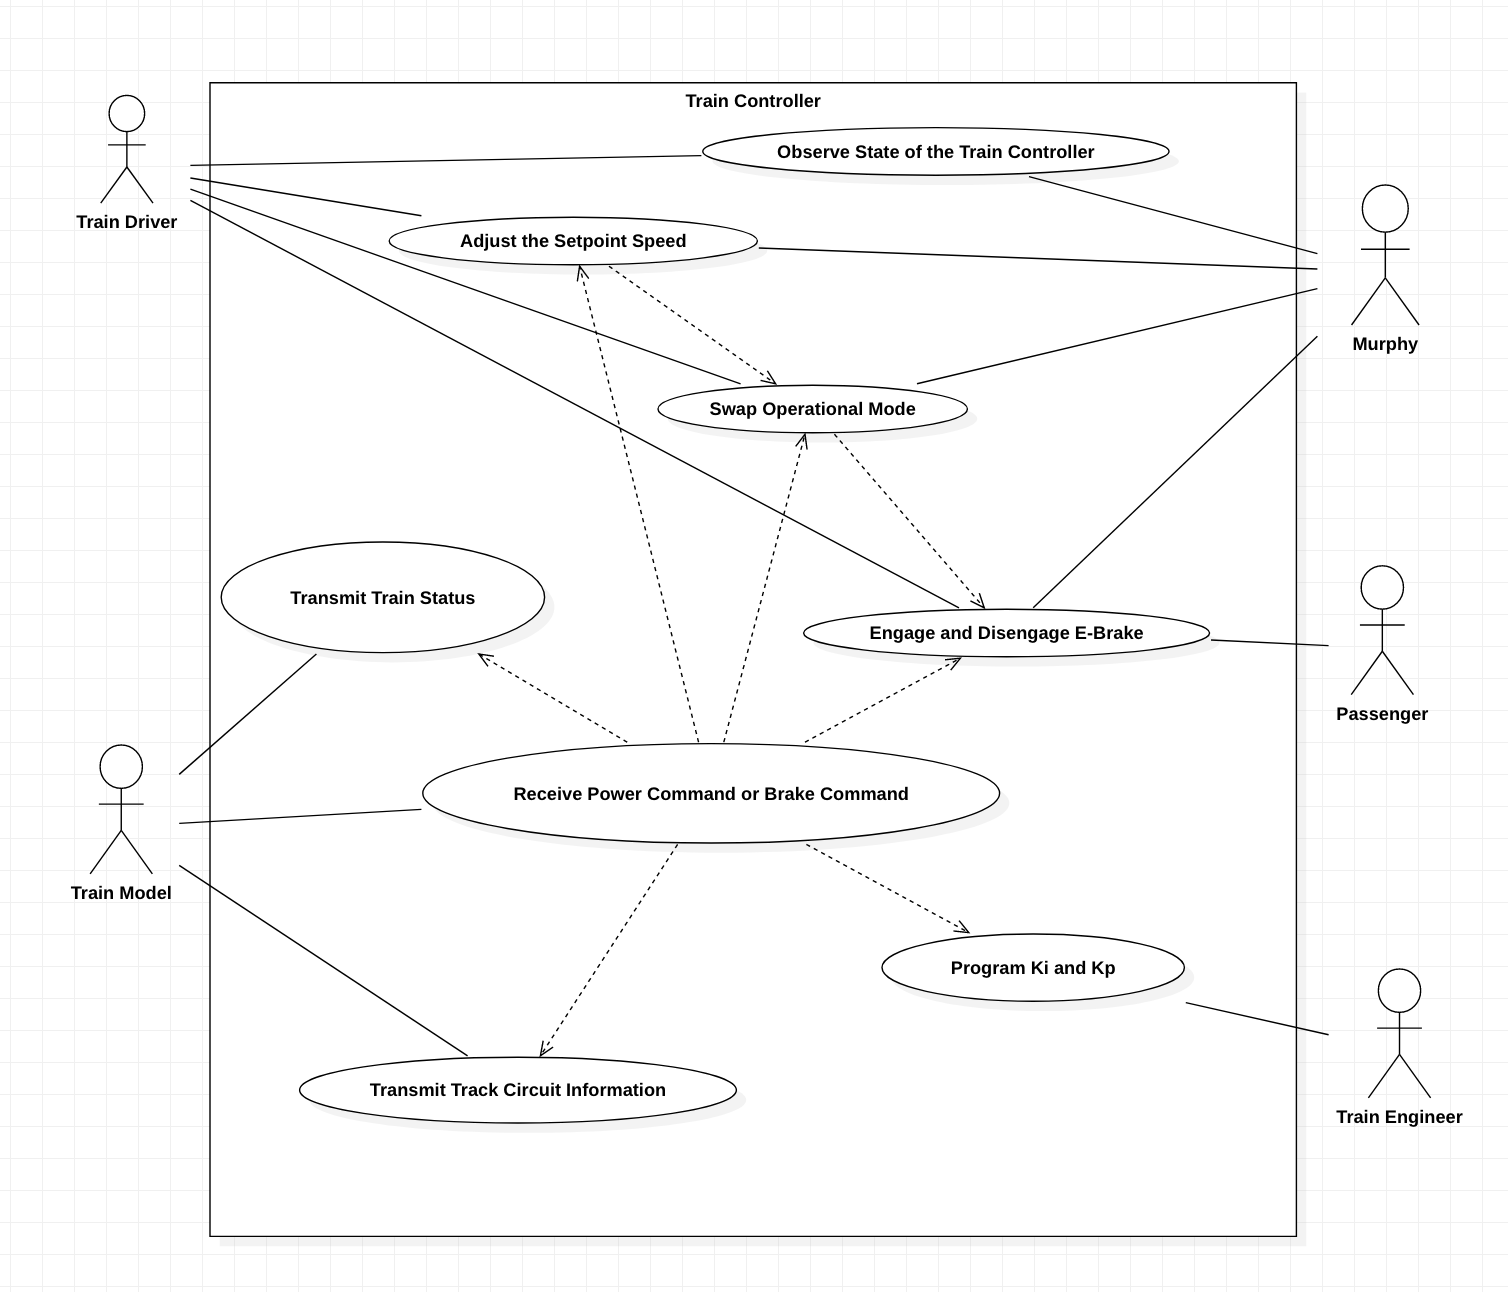 Train Controller
Observe State of the Train Controller
Train Driver
Adjust the Setpoint Speed
Murphy
Swap Operational Mode
Transmit Train Status
Engage and Disengage E-Brake
Passenger
Receive Power Command or Brake Command
Train Model
Program Ki and Kp
Transmit Track Circuit Information
Train Engineer